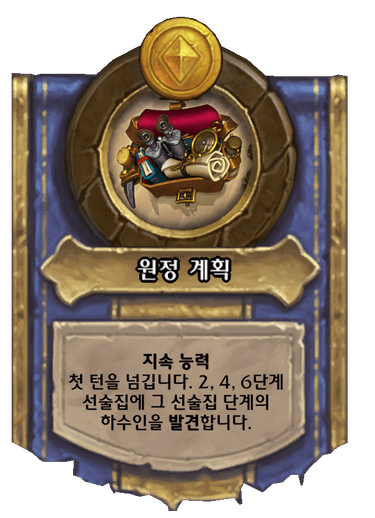 원정 계획
지속 능력
첫 턴을 넘깁니다. 2, 4, 6단계
선술집에 그 선술집 단계의
하수인을 발견합니다.